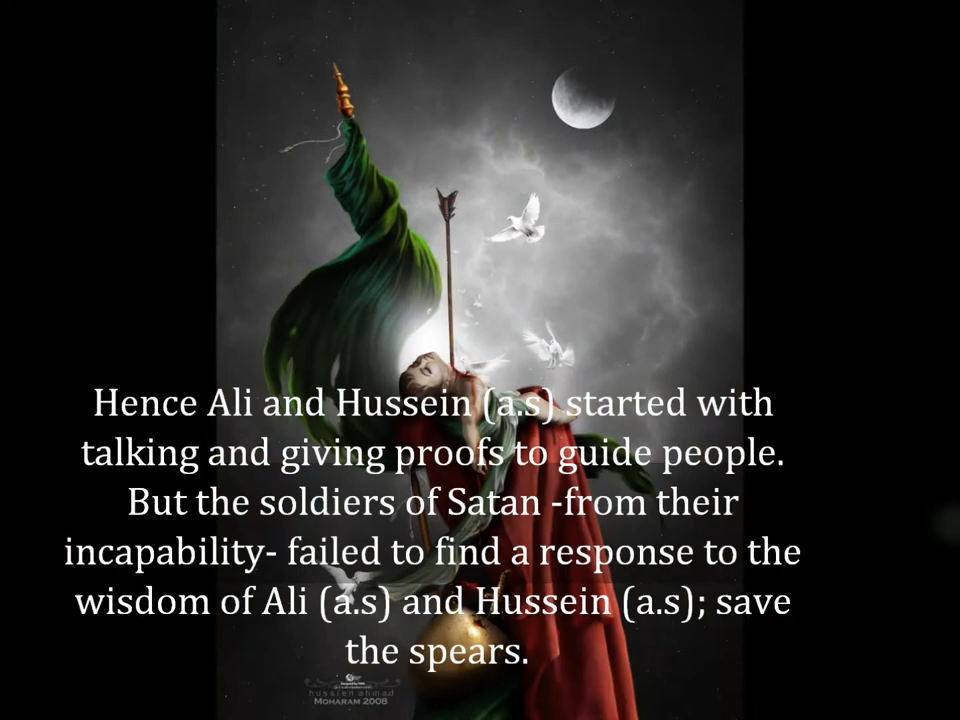 Hence Ali and Hussein (a.s) started with
talking and giving proofs to guide people.
But the soldiers of Satan -from their
incapability- failed to find a response to the
wisdom of Ali (a.s) and Hussein (a.s); save
the spears.
hussien ahmad
MOHARAM 2008